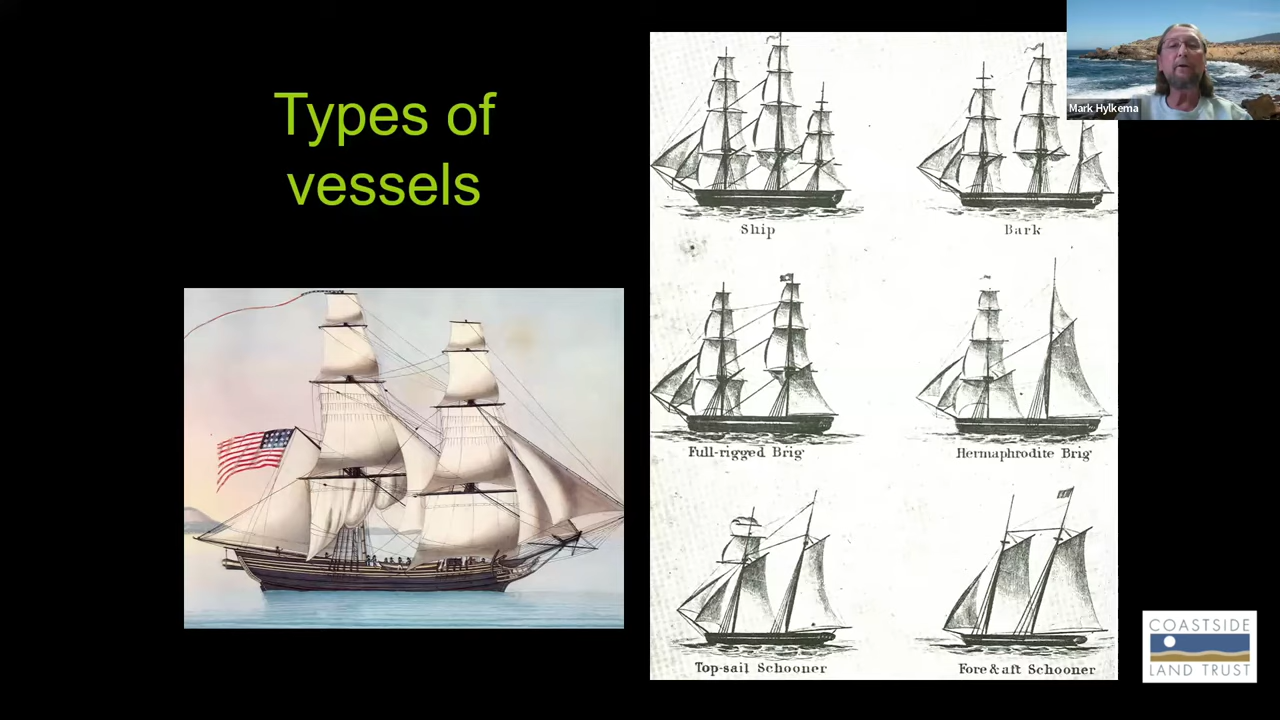 Types of
vessels
Mark Hylkema
Ship
Bark
Full-rigged Brig
Hermaphrodite Brig
Top-sail Schooner
Fore & aft Schooner
COASTSIDE
LAND TRUST